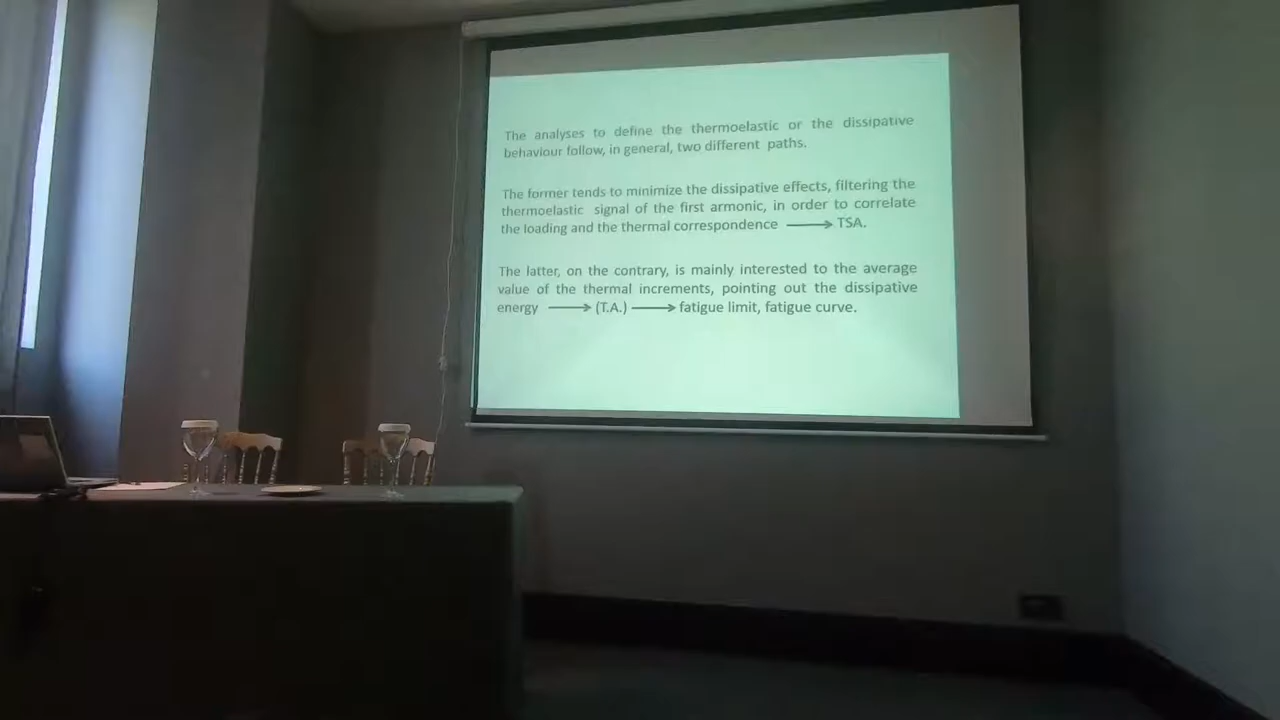 The analyses to define the thermoelastic or the dissipative
behaviour follow, in general, two different paths.
The former tends to minimize the dissipative effects, filtering the
thermoelastic signal of the first armonic, in order to correlate
the loading and the thermal correspondence ⟶ TSA.
The latter, on the contrary, is mainly interested to the average
value of the thermal increments, pointing out the dissipative
energy ⟶ (T.A.) ⟶ fatigue limit, fatigue curve.